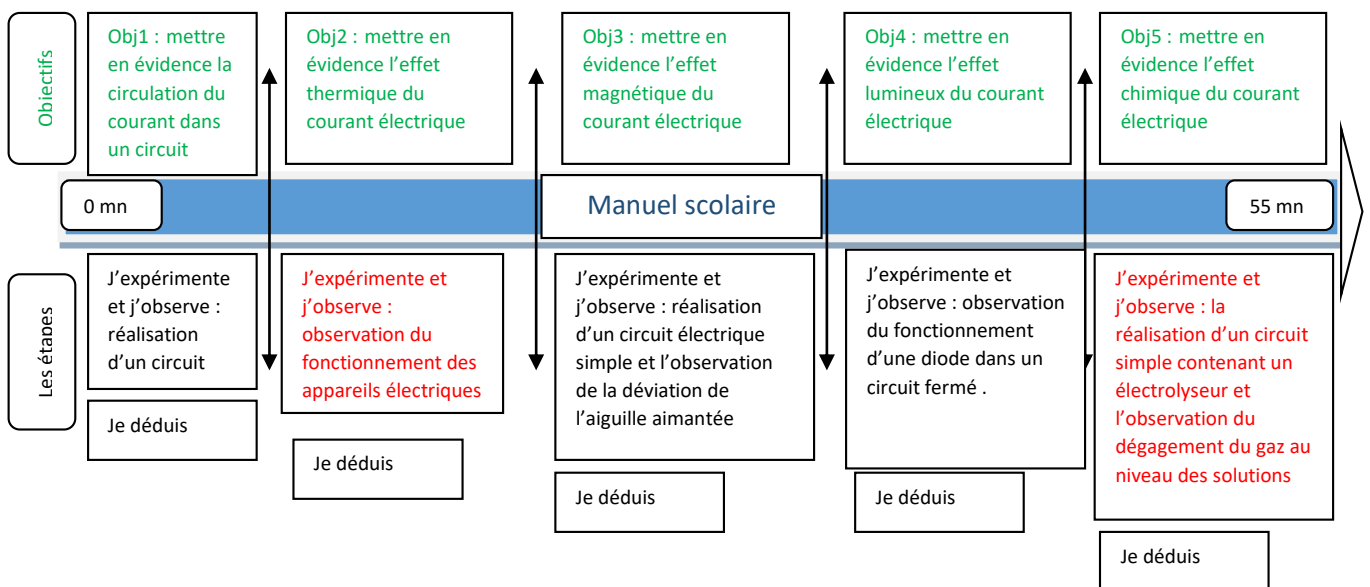 Objectifs
Obj1 : mettre
en évidence la
circulation du
courant dans
un circuit
Obj2 : mettre en
évidence l’effet
thermique du
courant électrique
Obj3 : mettre en
évidence l’effet
magnétique du
courant électrique
Obj4 : mettre en
évidence l’effet
lumineux du courant
électrique
Obj5 : mettre en
évidence l’effet
chimique du courant
électrique
0 mn
Manuel scolaire
55 mn
Les étapes
J’expérimente
et j’observe :
réalisation
d’un circuit
Je déduis
J’expérimente et
j’observe :
observation du
fonctionnement des
appareils électriques
Je déduis
J’expérimente et
j’observe : réalisation
d’un circuit électrique
simple et l’observation
de la déviation de
l’aiguille aimantée
Je déduis
J’expérimente et
j’observe : observation
du fonctionnement
d’une diode dans un
circuit fermé .
Je déduis
J’expérimente et
j’observe : la
réalisation d’un circuit
simple contenant un
électrolyseur et
l’observation du
dégagement du gaz au
niveau des solutions
Je déduis